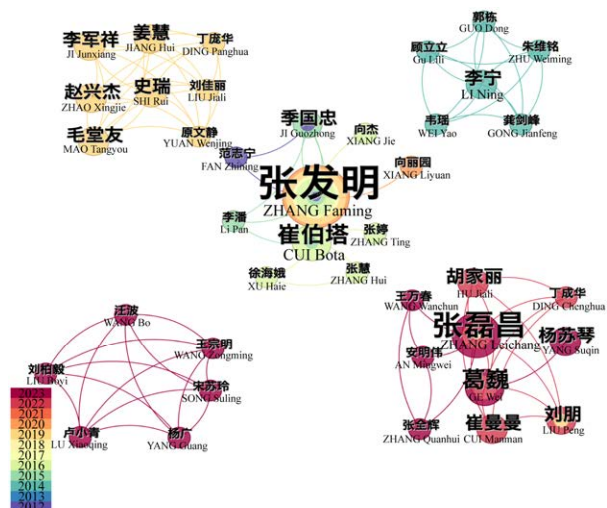 李军祥
JI Junxiang
姜慧
JIANG Hui
丁庞华
DING Panghua
赵兴杰
ZHAO Xingjie
史瑞
SHI Rui
刘佳丽
LIU Jiali
毛堂友
MAO Tangyou
原文静
YUAN Wenjing
郭栋
GUO Dong
顾立立
Gu Lili
朱维铭
ZHU Weiming
李宁
LI Ning
韦瑶
WEI Yao
龚剑峰
GONG Jianfeng
季国忠
Ji Guozhong
向杰
XIANG Jie
范志宁
FAN Zhining
向丽园
XIANG Liyuan
张发明
ZHANG Faming
李潘
Li Pan
崔伯塔
CUI Bota
张婷
ZHANG Ting
徐海娥
XU Haie
张慧
ZHANG Hui
汪波
WANG Bo
王宗明
WANG Zongming
刘柏毅
LIU Boyi
宋苏玲
SONG Suling
卢小青
LU Xiaoqing
杨广
YANG Guang
胡家丽
HU Jiali
王万春
WANG Wanchun
丁成华
DING Chenghua
张磊昌
ZHANG Leichang
杨苏琴
YANG Suqin
安明伟
AN Mingwei
葛巍
GE Wei
张全辉
ZHANG Quanhui
崔曼曼
CUI Manman
刘朋
LIU Peng
2023
2022
2021
2020
2019
2018
2017
2016
2015
2014
2013
2012